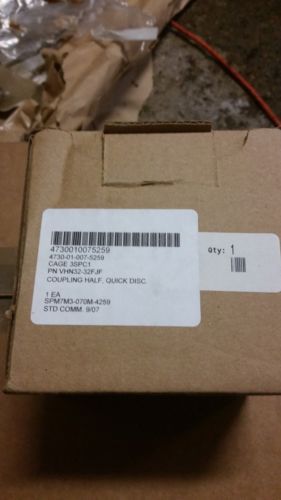 4730010075259
4730-01-007-5259
CAGE 3SPC1
PN VHN32-32FJF
COUPLING HALF, QUICK DISC.
1 EA
SPM7M3-070M-4259
STD COMM. 9/07
Qty: 1